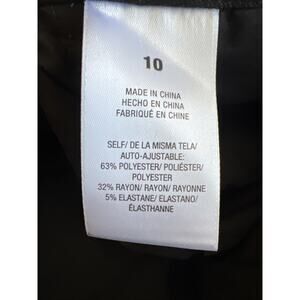 10
MADE IN CHINA
HECHO EN CHINA
FABRIQUÉ EN CHINE
SELF/ DE LA MISMA TELA/
AUTO-AJUSTABLE:
63% POLYESTER/ POLIÉSTER/
POLYESTER
32% RAYON/ RAYON/ RAYONNE
5% ELASTANE/ ELASTANO/
ÉLASTHANNE